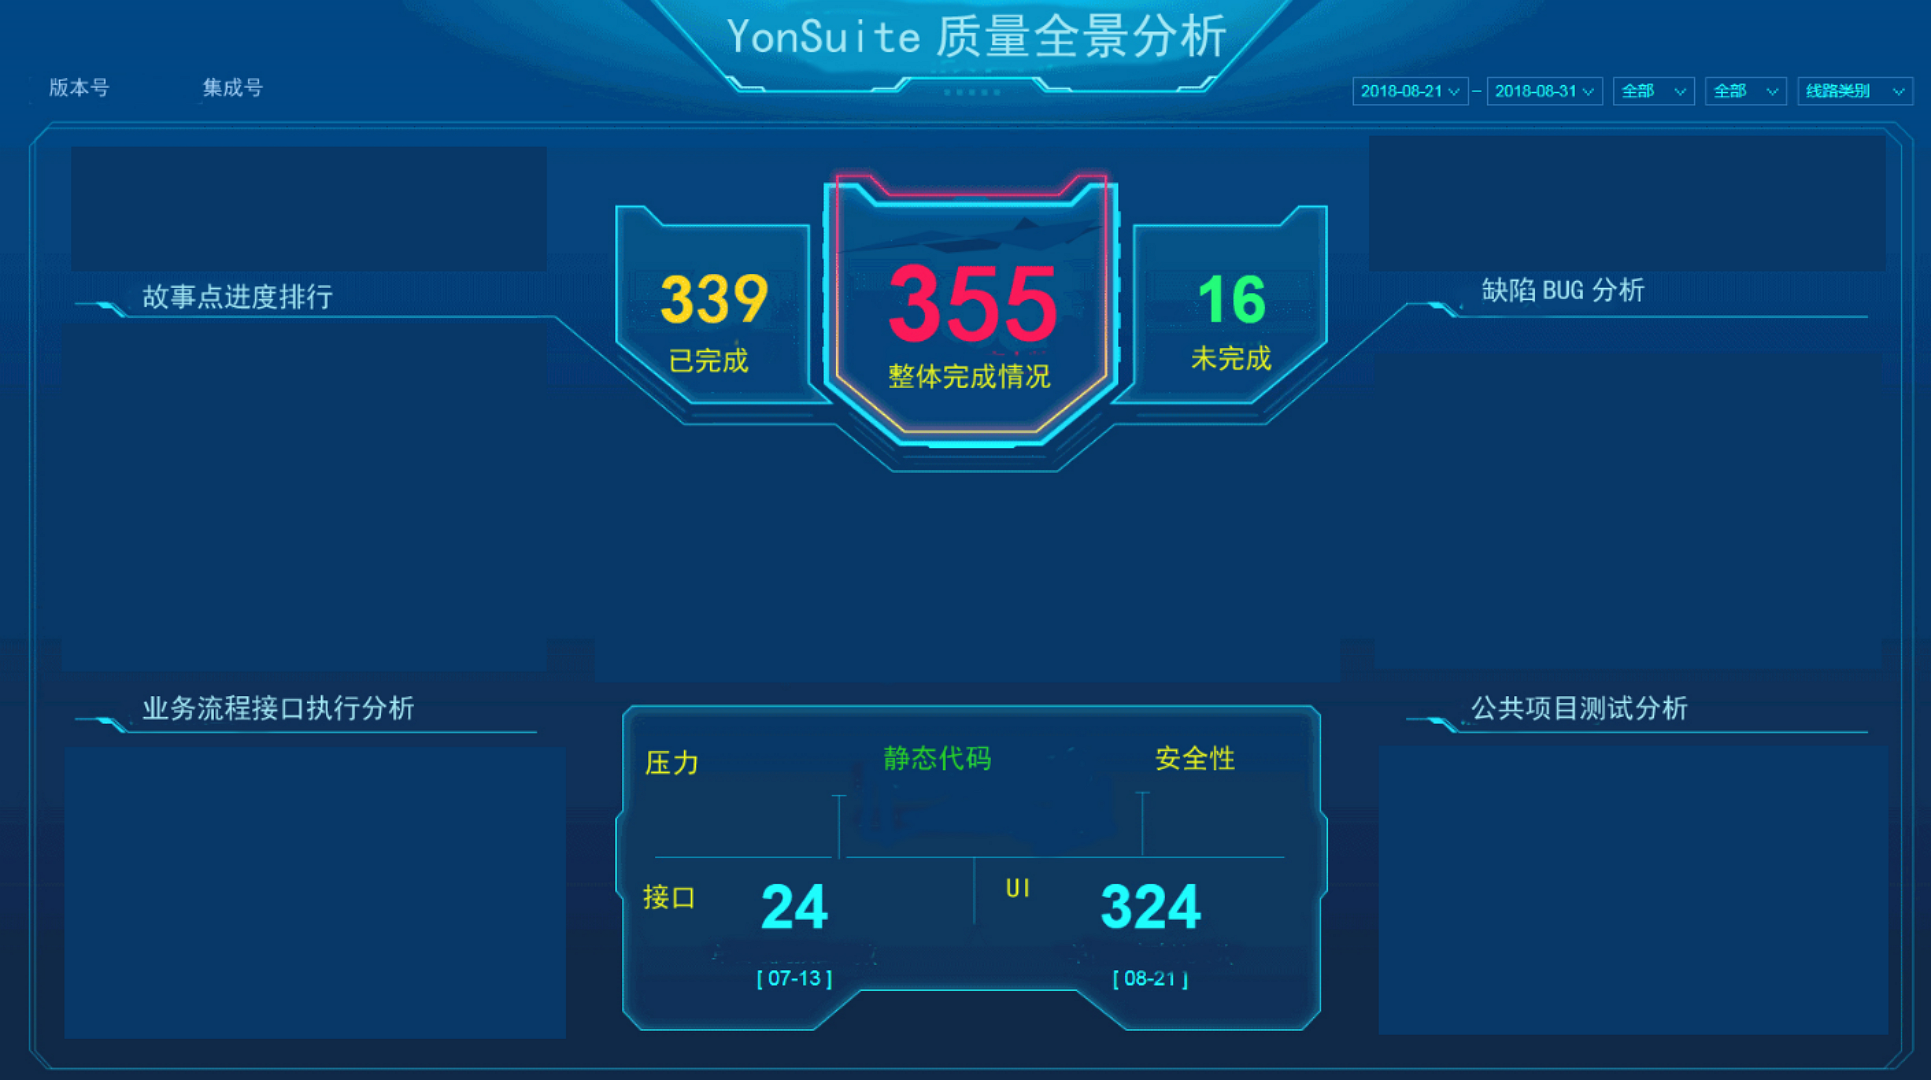 YonSuite 质量全景分析
版本号
集成号
2018-08-21 – 2018-08-31 全部 全部 线路类别
339
已完成
355
整体完成情况
16
未完成
故事点进度排行
缺陷 BUG 分析
业务流程接口执行分析
公共项目测试分析
压力
静态代码
安全性
接口
24
[ 07-13 ]
UI
324
[ 08-21 ]